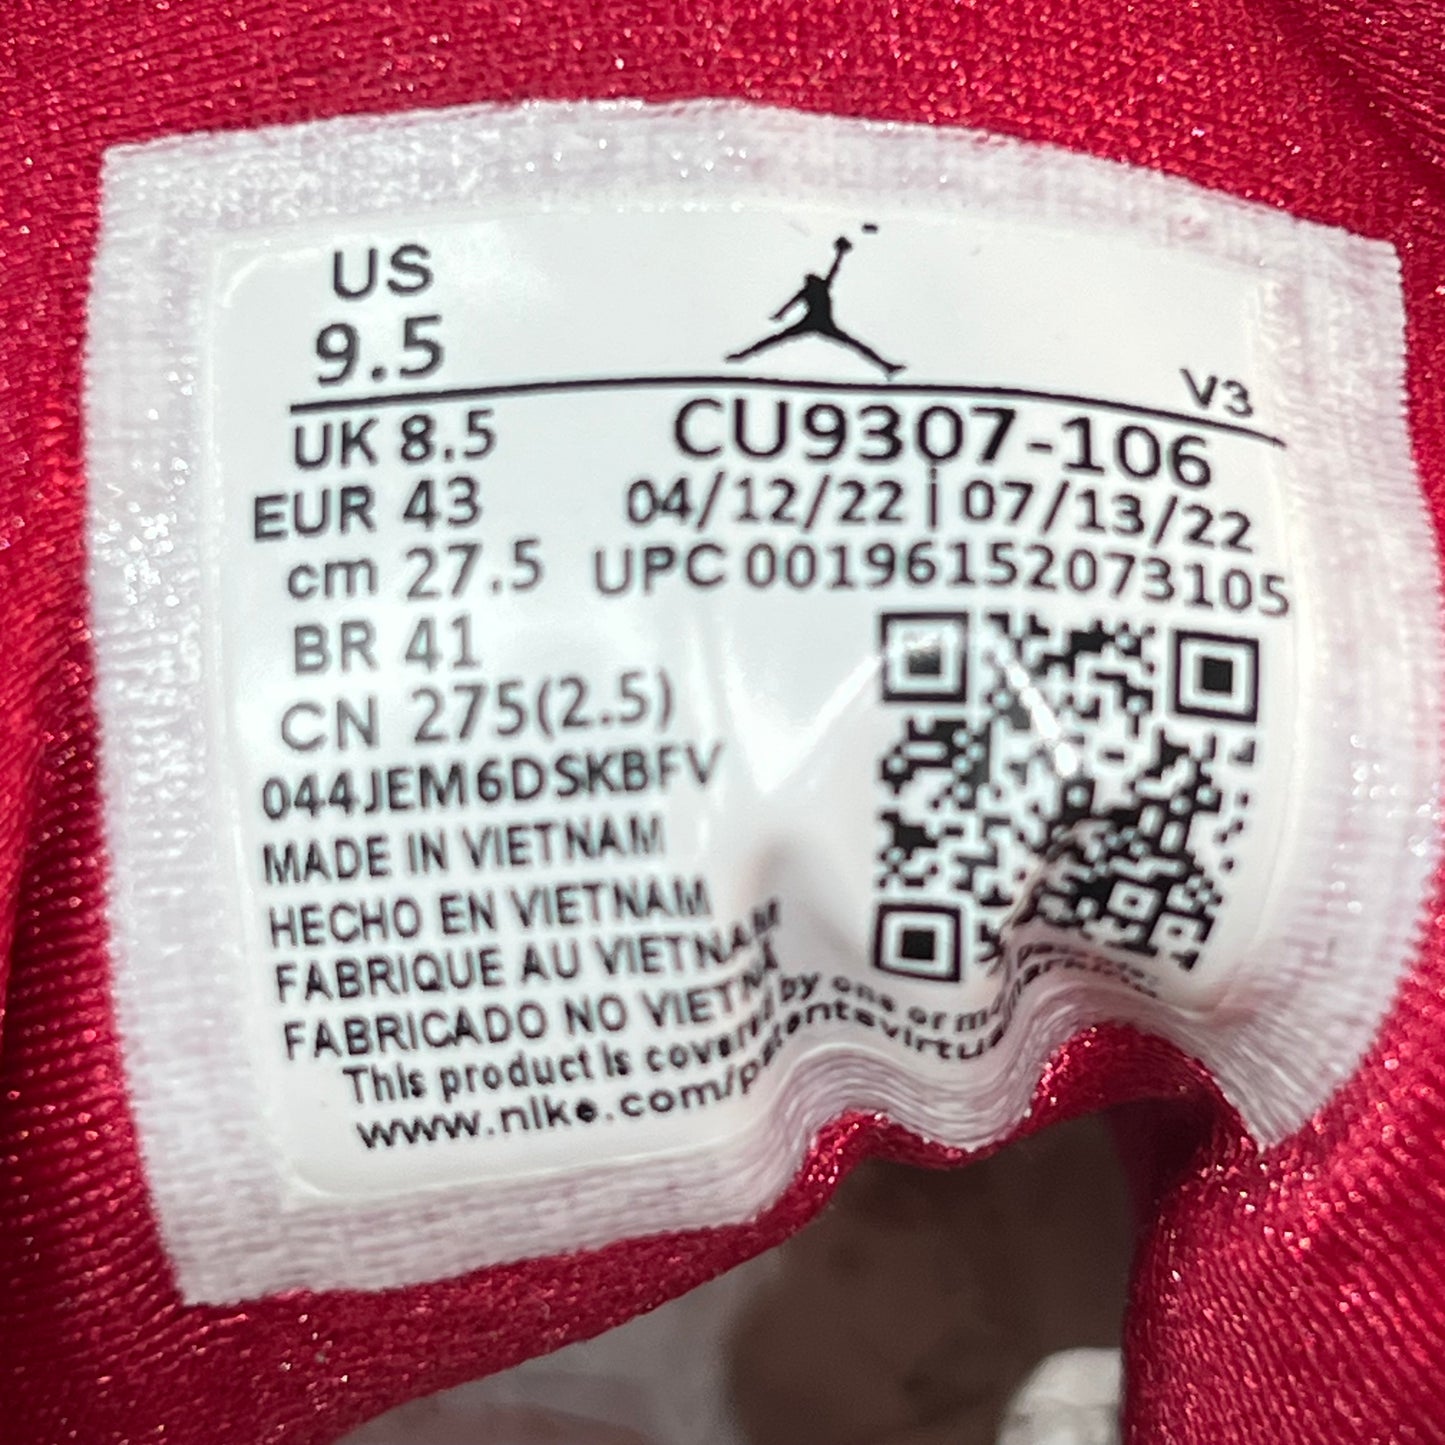 US
9.5
V3
UK 8.5
CU9307-106
EUR 43
04/12/22 | 07/13/22
cm 27.5
UPC 00196152073105
BR 41
CN 275(2.5)
044JEM6DSKBFV
MADE IN VIETNAM
HECHO EN VIETNAM
FABRIQUE AU VIETNAM
FABRICADO NO VIETNAM
This product is covered by one or
www.nike.com/